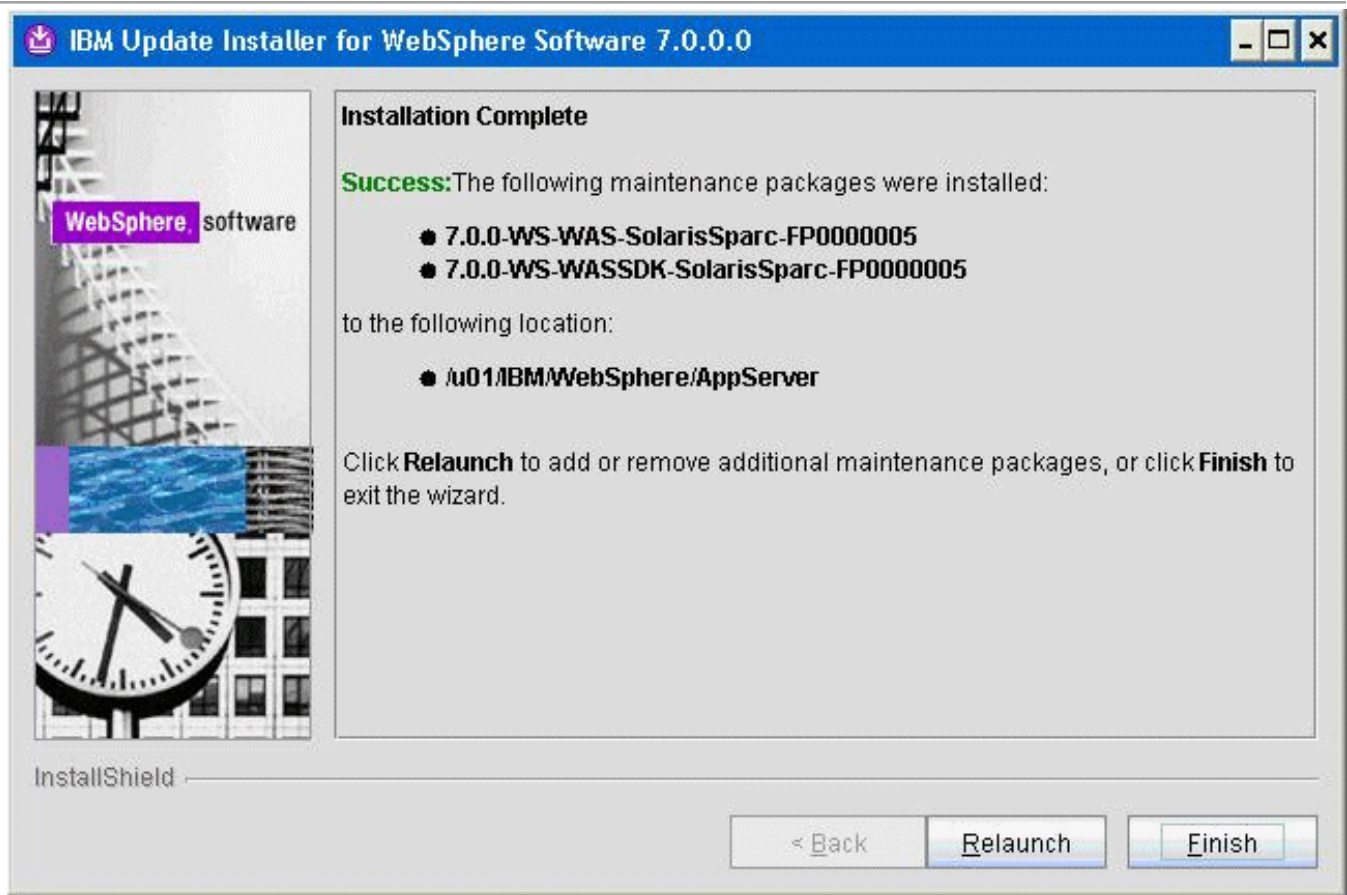 IBM Update Installer for WebSphere Software 7.0.0.0
WebSphere. software
Installation Complete
Success:The following maintenance packages were installed:
● 7.0.0-WS-WAS-SolarisSparc-FP0000005
● 7.0.0-WS-WASSDK-SolarisSparc-FP0000005
to the following location:
● /u01/IBM/WebSphere/AppServer
Click Relaunch to add or remove additional maintenance packages, or click Finish to
exit the wizard.
InstallShield
< Back
Relaunch
Finish